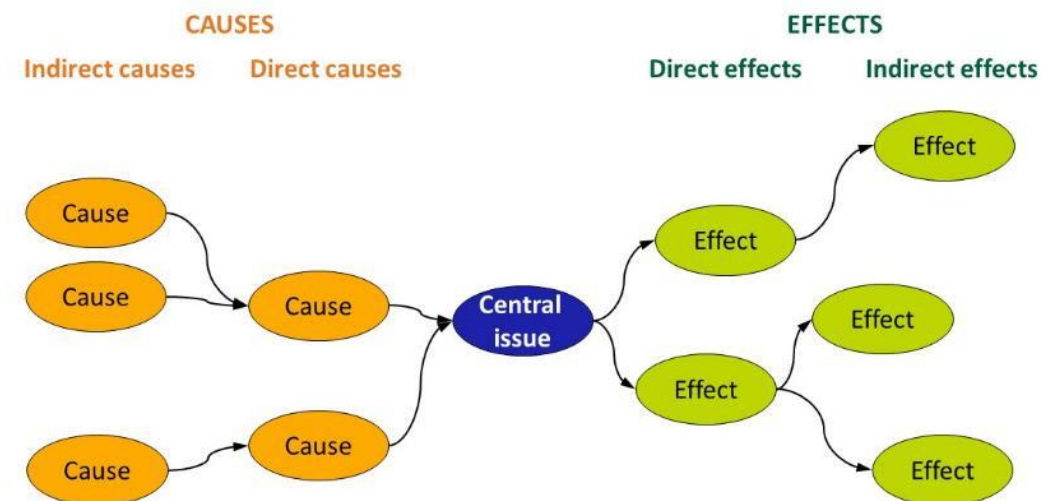 CAUSES
EFFECTS
Indirect causes
Direct causes
Direct effects
Indirect effects
Effect
Cause
Effect
Cause
Cause
Central
issue
Effect
Effect
Cause
Cause
Effect